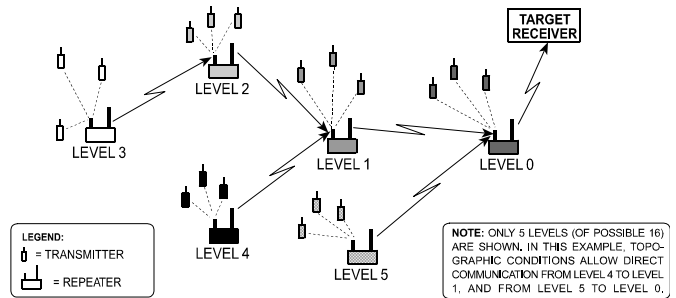 TARGET
RECEIVER
LEVEL 2
LEVEL 3
LEVEL 1
LEVEL 0
LEVEL 4
LEVEL 5
LEGEND:
= TRANSMITTER
= REPEATER
NOTE: ONLY 5 LEVELS (OF POSSIBLE 16)
ARE SHOWN. IN THIS EXAMPLE, TOPO-
GRAPHIC CONDITIONS ALLOW DIRECT
COMMUNICATION FROM LEVEL 4 TO LEVEL
1, AND FROM LEVEL 5 TO LEVEL 0,